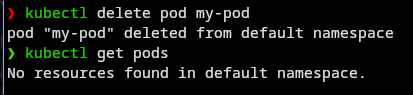 ❯ kubectl delete pod my-pod
pod "my-pod" deleted from default namespace
❯ kubectl get pods
No resources found in default namespace.